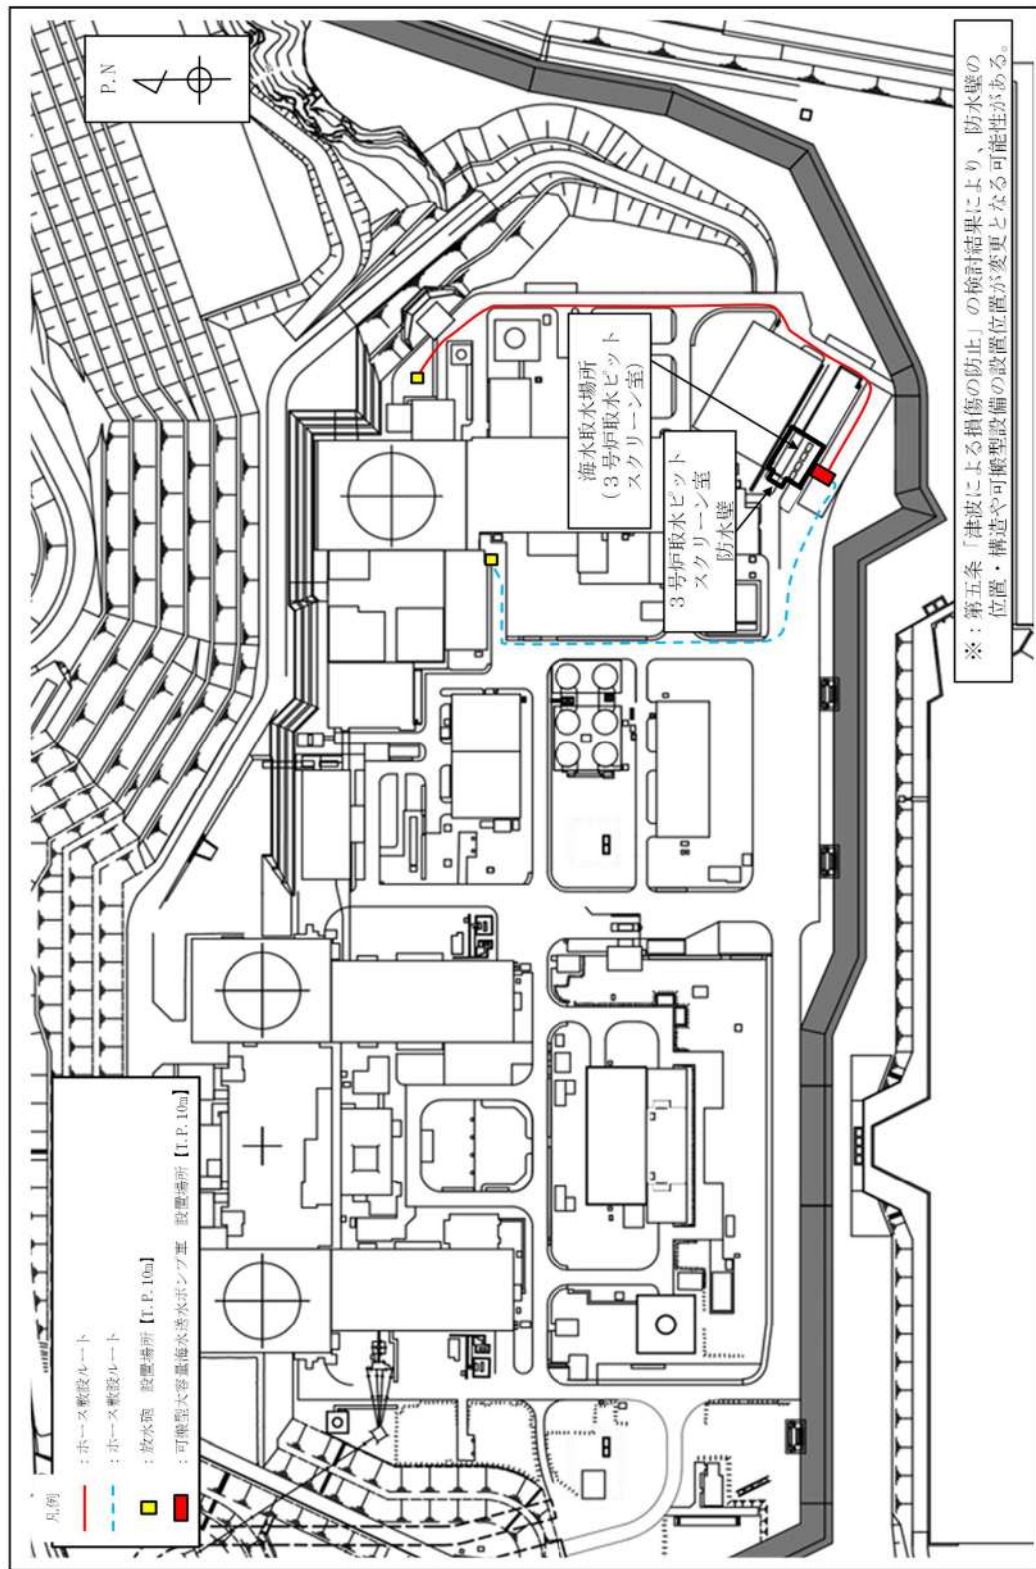 P.N
凡例
：ホース敷設ルート
：ホース敷設ルート
：放水砲 設置場所【T.P.10m】
：可搬型大容量海水送水ポンプ車 設置場所【T.P.10m】
海水取水場所
（3号炉取水ピット
スクリーン室）
3号炉取水ピット
スクリーン室
防水壁
※：第五条「津波による損傷の防止」の検討結果により、防水壁の
位置・構造や可搬型設備の設置位置が変更となる可能性がある。